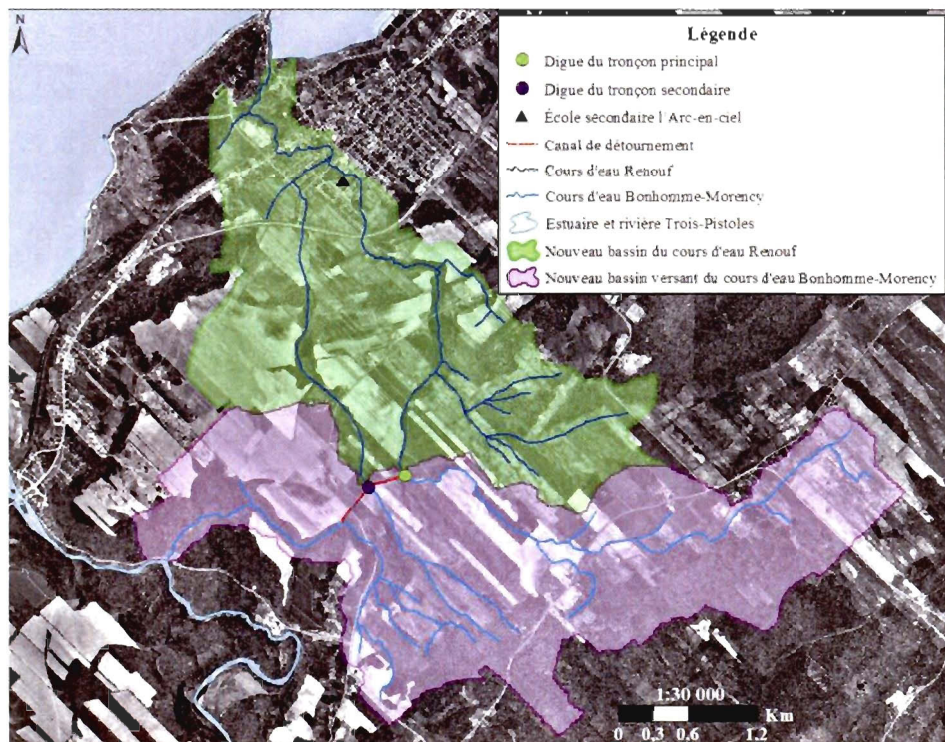 N
Légende
Digue du tronçon principal
Digue du tronçon secondaire
École secondaire l'Arc-en-ciel
Canal de détournement
Cours d'eau Renouf
Cours d'eau Bonhomme-Morency
Estuaire et rivière Trois-Pistoles
Nouveau bassin du cours d'eau Renouf
Nouveau bassin versant du cours d'eau Bonhomme-Morency
1:30 000
Km
0 0,3 0,6 1,2